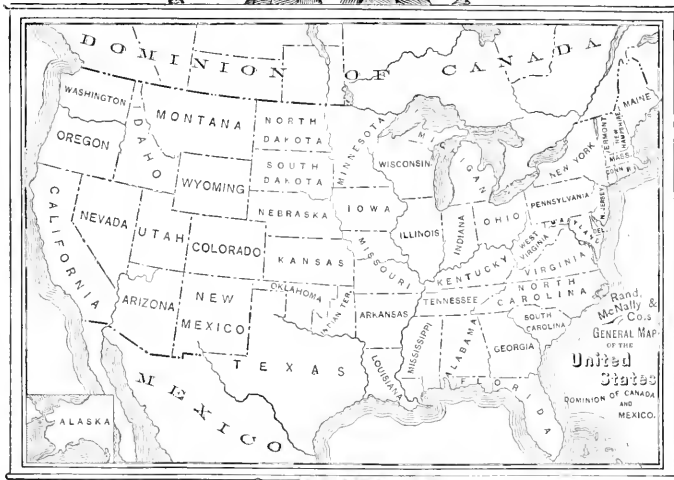 DOMINION OF CANADA
WASHINGTON
OREGON
IDAHO
MONTANA
WYOMING
NORTH
DAKOTA
SOUTH
DAKOTA
NEBRASKA
KANSAS
OKLAHOMA
MINNESOTA
IOWA
MISSOURI
ARKANSAS
LOUISIANA
WISCONSIN
MICHIGAN
ILLINOIS
INDIANA
OHIO
KENTUCKY
TENNESSEE
MISSISSIPPI
ALABAMA
GEORGIA
FLORIDA
SOUTH
CAROLINA
NORTH
CAROLINA
VIRGINIA
WEST
VIRGINIA
PENNSYLVANIA
NEW YORK
N. JERSEY
DEL.
CONN.
MASS.
VERMONT
NEW
HAMPSHIRE
MAINE
CALIFORNIA
NEVADA
UTAH
COLORADO
ARIZONA
NEW
MEXICO
TEXAS
MEXICO
ALASKA
Rand,
McNally &
Co.s
GENERAL MAP
OF THE
United
States
DOMINION OF CANADA
AND
MEXICO.